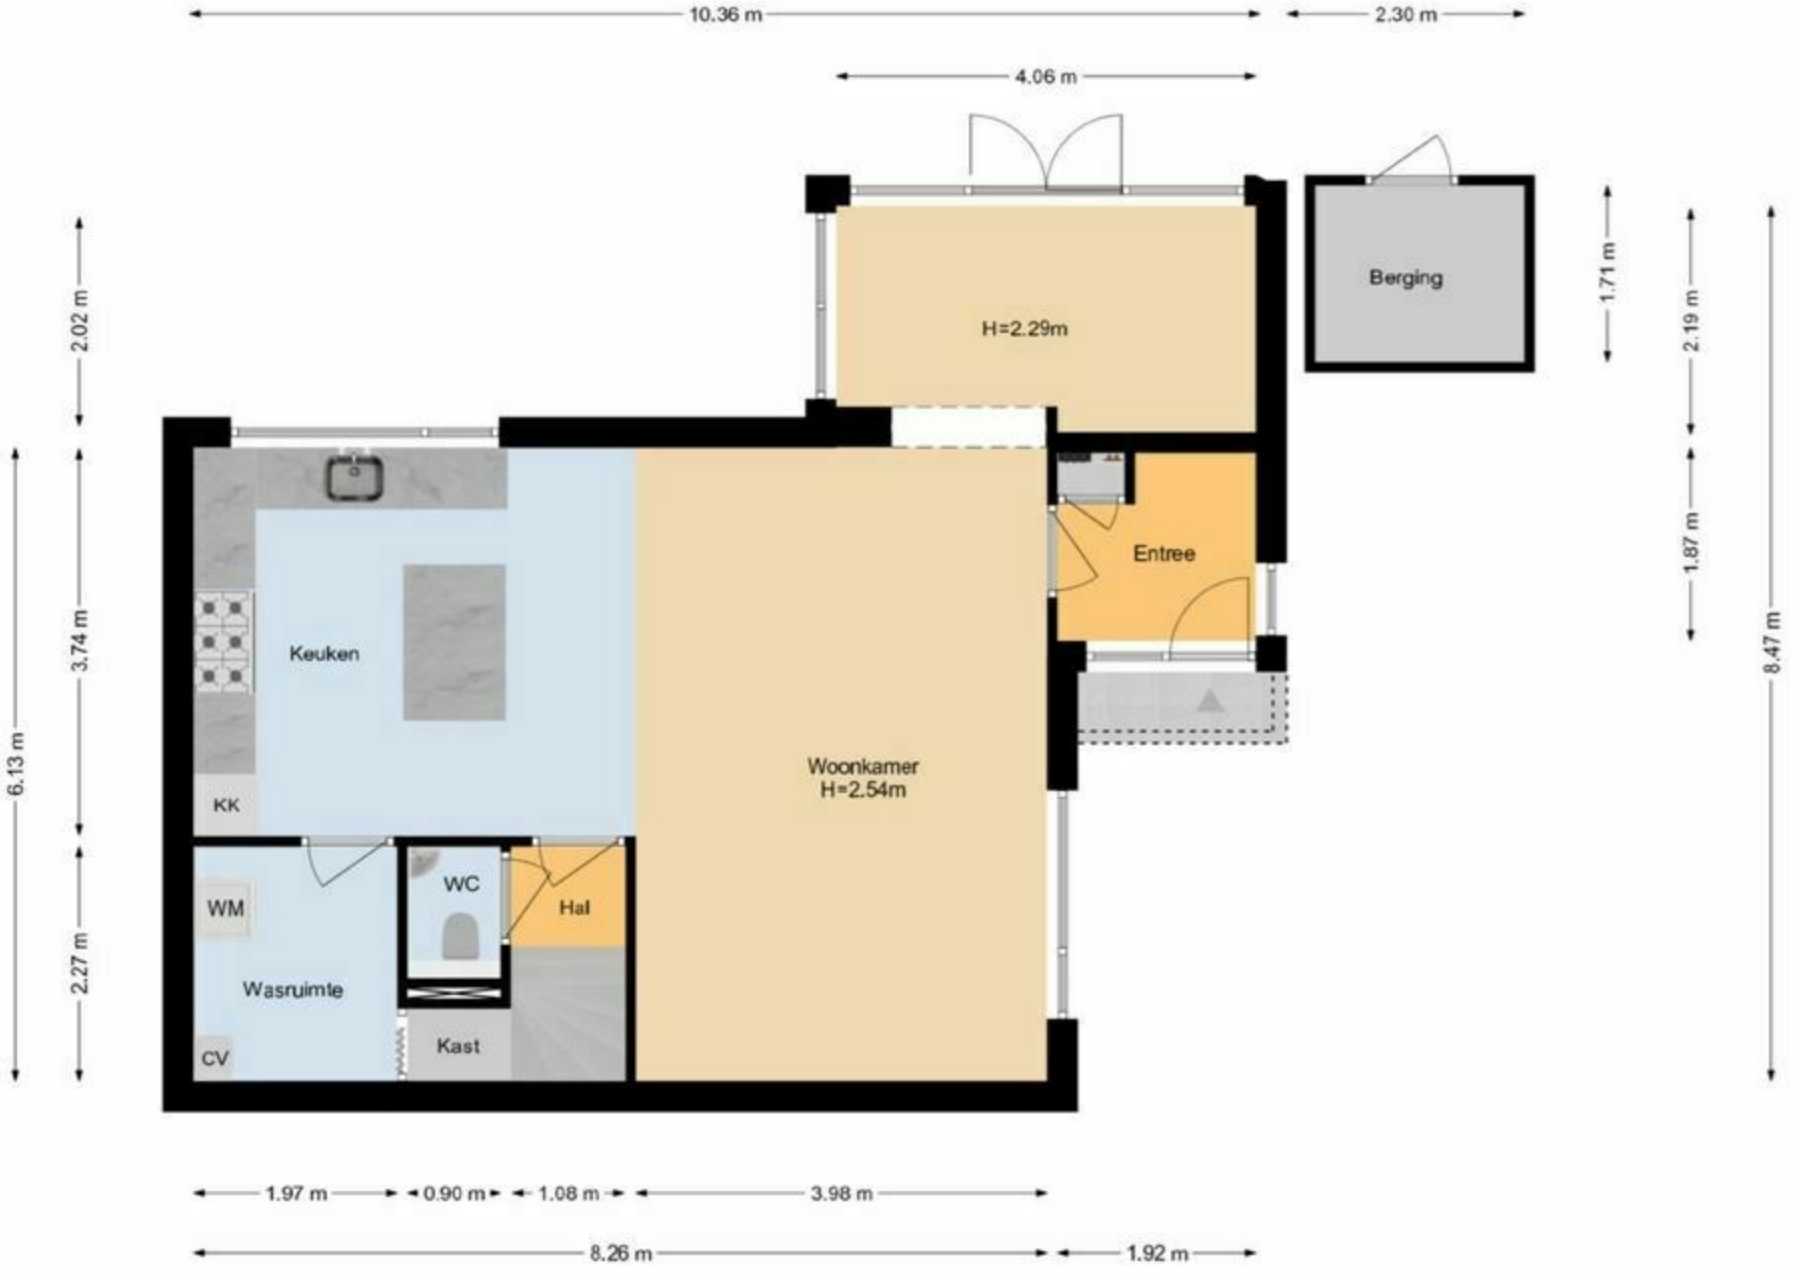 10.36 m
2.30 m
4.06 m
2.02 m
H=2.29m
Berging
1.71 m
2.19 m
6.13 m
3.74 m
Keuken
KK
Woonkamer
H=2.54m
Entree
1.87 m
8.47 m
2.27 m
WM
WC
Hal
Wasruimte
CV
Kast
1.97 m
0.90 m
1.08 m
3.98 m
8.26 m
1.92 m